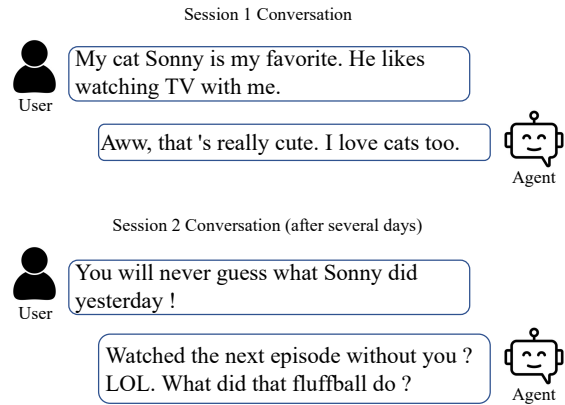 Session 1 Conversation
My cat Sonny is my favorite. He likes
watching TV with me.
User
Aww, that 's really cute. I love cats too.
Agent
Session 2 Conversation (after several days)
You will never guess what Sonny did
yesterday !
User
Watched the next episode without you ?
LOL. What did that fluffball do ?
Agent